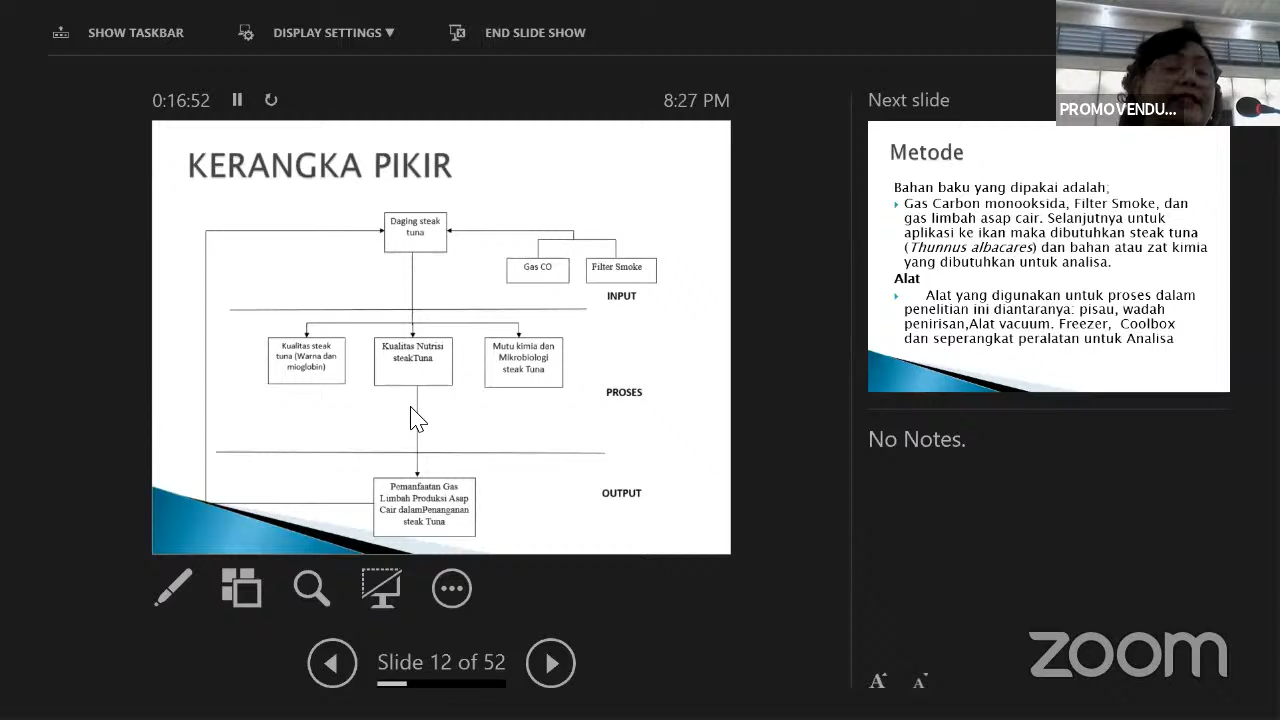 SHOW TASKBAR
DISPLAY SETTINGS ▼
END SLIDE SHOW
0:16:52
8:27 PM
Next slide
PROMOVENDU...
KERANGKA PIKIR
Daging steak
tuna
Gas CO
Filter Smoke
INPUT
Kualitas steak
tuna (Warna dan
mioglobin)
Kualitas Nutrisi
steakTuna
Mutu kimia dan
Mikrobiologi
steak Tuna
PROSES
Pemanfaatan Gas
Limbah Produksi Asap
Cair dalamPenanganan
steak Tuna
OUTPUT
Metode
Bahan baku yang dipakai adalah;
Gas Carbon monooksida, Filter Smoke, dan
gas limbah asap cair. Selanjutnya untuk
aplikasi ke ikan maka dibutuhkan steak tuna
(Thunnus albacares) dan bahan atau zat kimia
yang dibutuhkan untuk analisa.
Alat
Alat yang digunakan untuk proses dalam
penelitian ini diantaranya: pisau, wadah
penirisan,Alat vacuum. Freezer, Coolbox
dan seperangkat peralatan untuk Analisa
No Notes.
Slide 12 of 52
A A
zoom